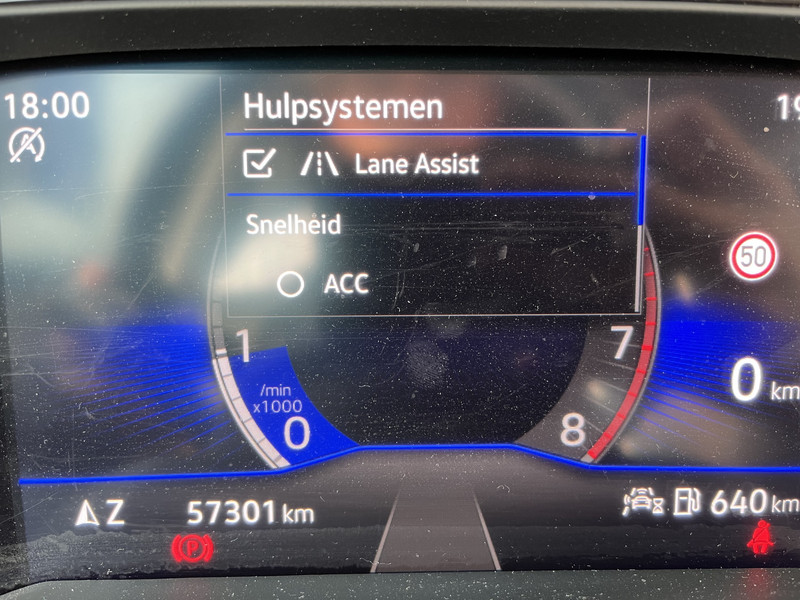 18:00
Hulpsystemen
19
Lane Assist
Snelheid
ACC
50
1
7
/min
x1000
0
8
0 km
Z
57301 km
640 km
P